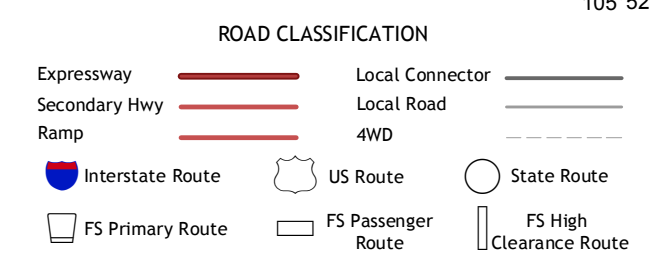 105 52
ROAD CLASSIFICATION
Expressway
Local Connector
Secondary Hwy
Local Road
Ramp
4WD
Interstate Route
US Route
State Route
FS Primary Route
FS Passenger
Route
FS High
Clearance Route